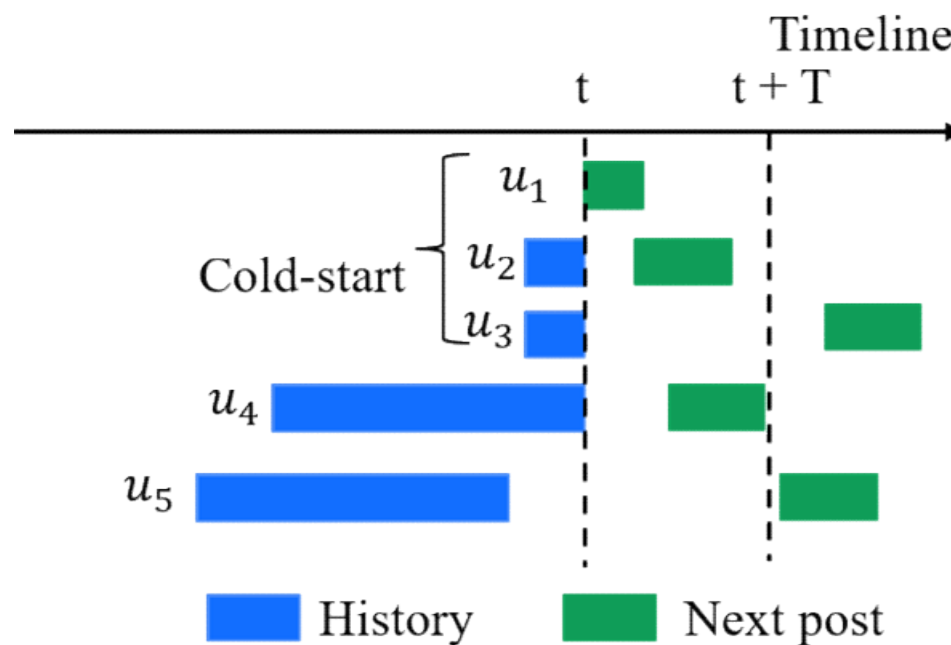 Timeline
t
t + T
u₁
u₂
Cold-start
u₃
u₄
u₅
History
Next post